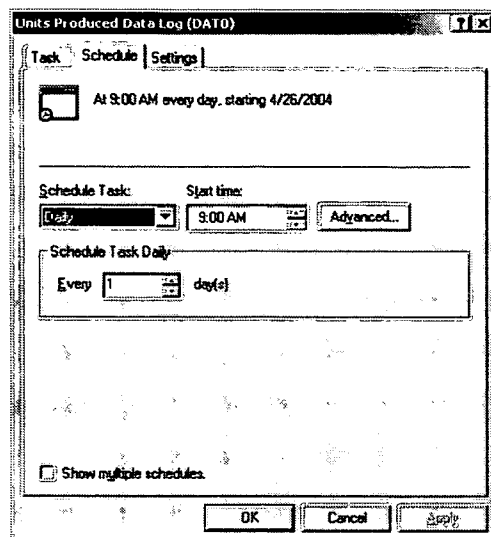 Units Produced Data Log (DAT0)
Task Schedule Settings
At 9:00 AM every day, starting 4/26/2004
Schedule Task: Start time:
Daily 9:00 AM Advanced...
Schedule Task Daily
Every 1 day(s)
Show multiple schedules.
OK Cancel Apply